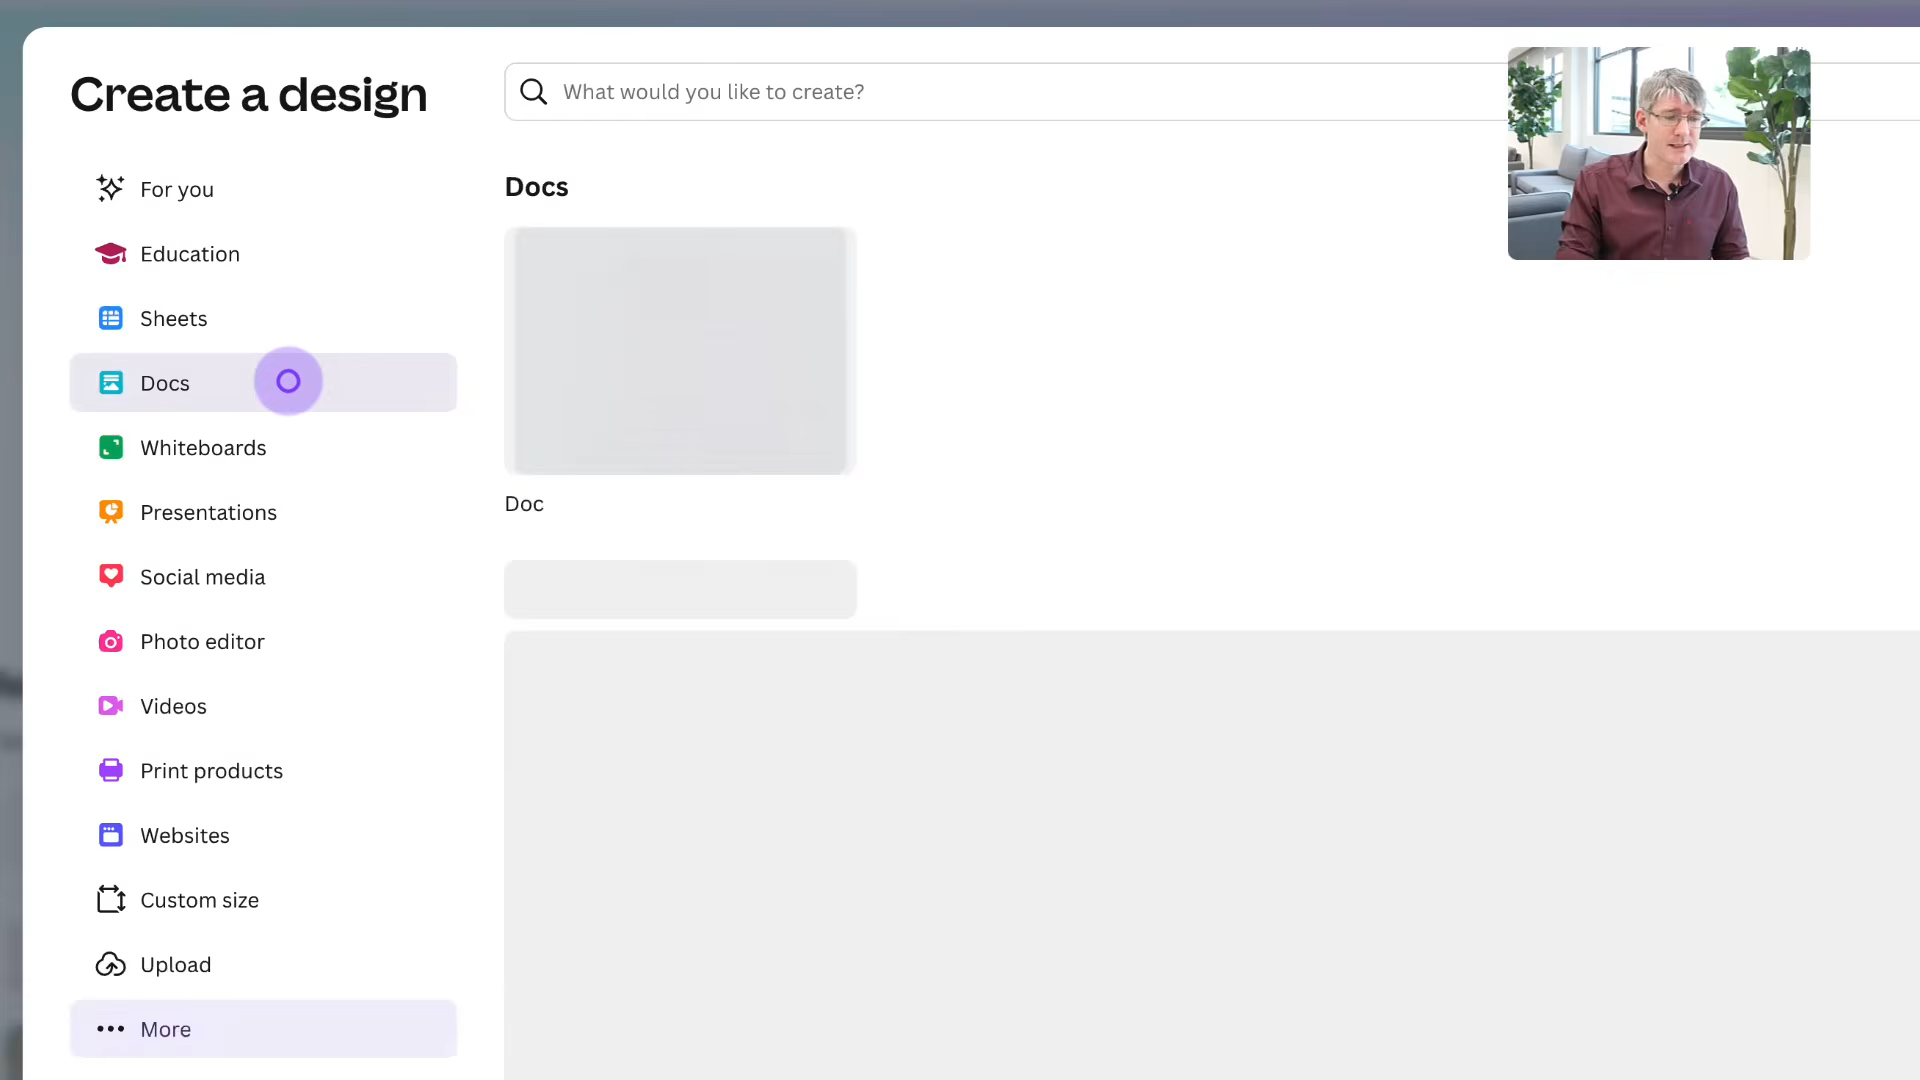 Create a design
What would you like to create?
For you
Education
Sheets
Docs
Whiteboards
Presentations
Social media
Photo editor
Videos
Print products
Websites
Custom size
Upload
More
Docs
Doc